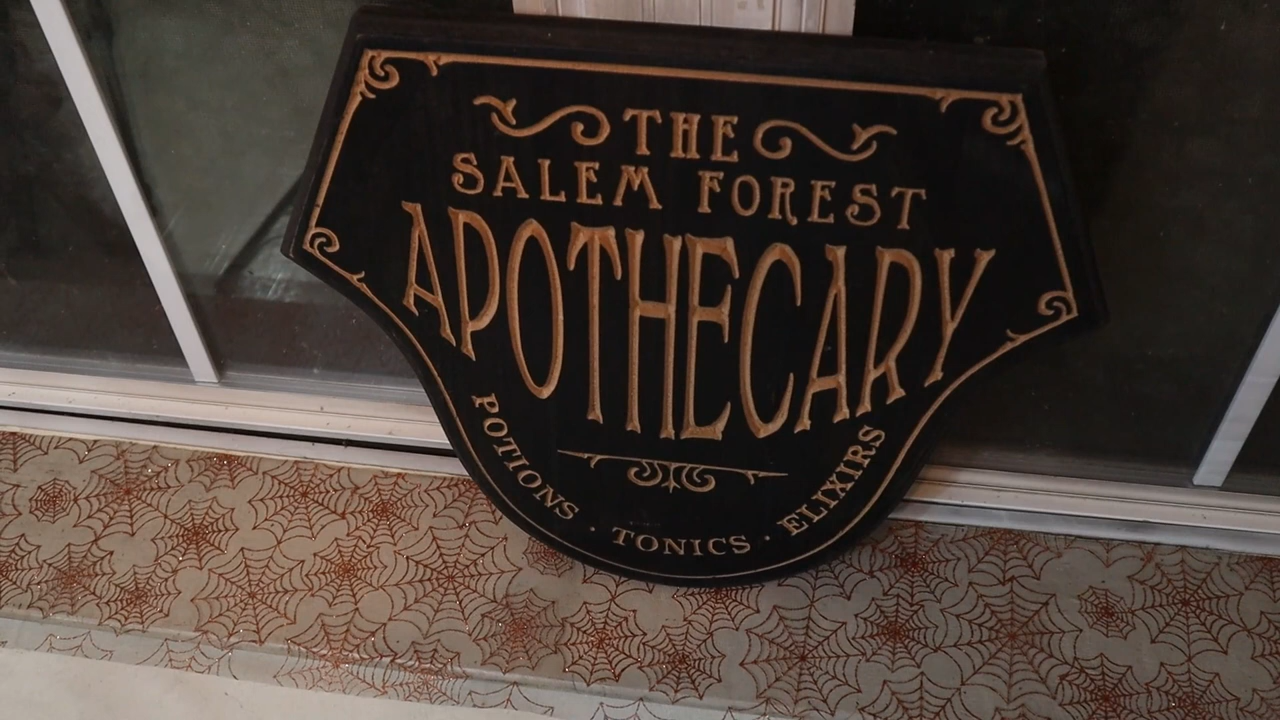 THE
SALEM FOREST
APOTHECARY
POTIONS · TONICS · ELIXIRS